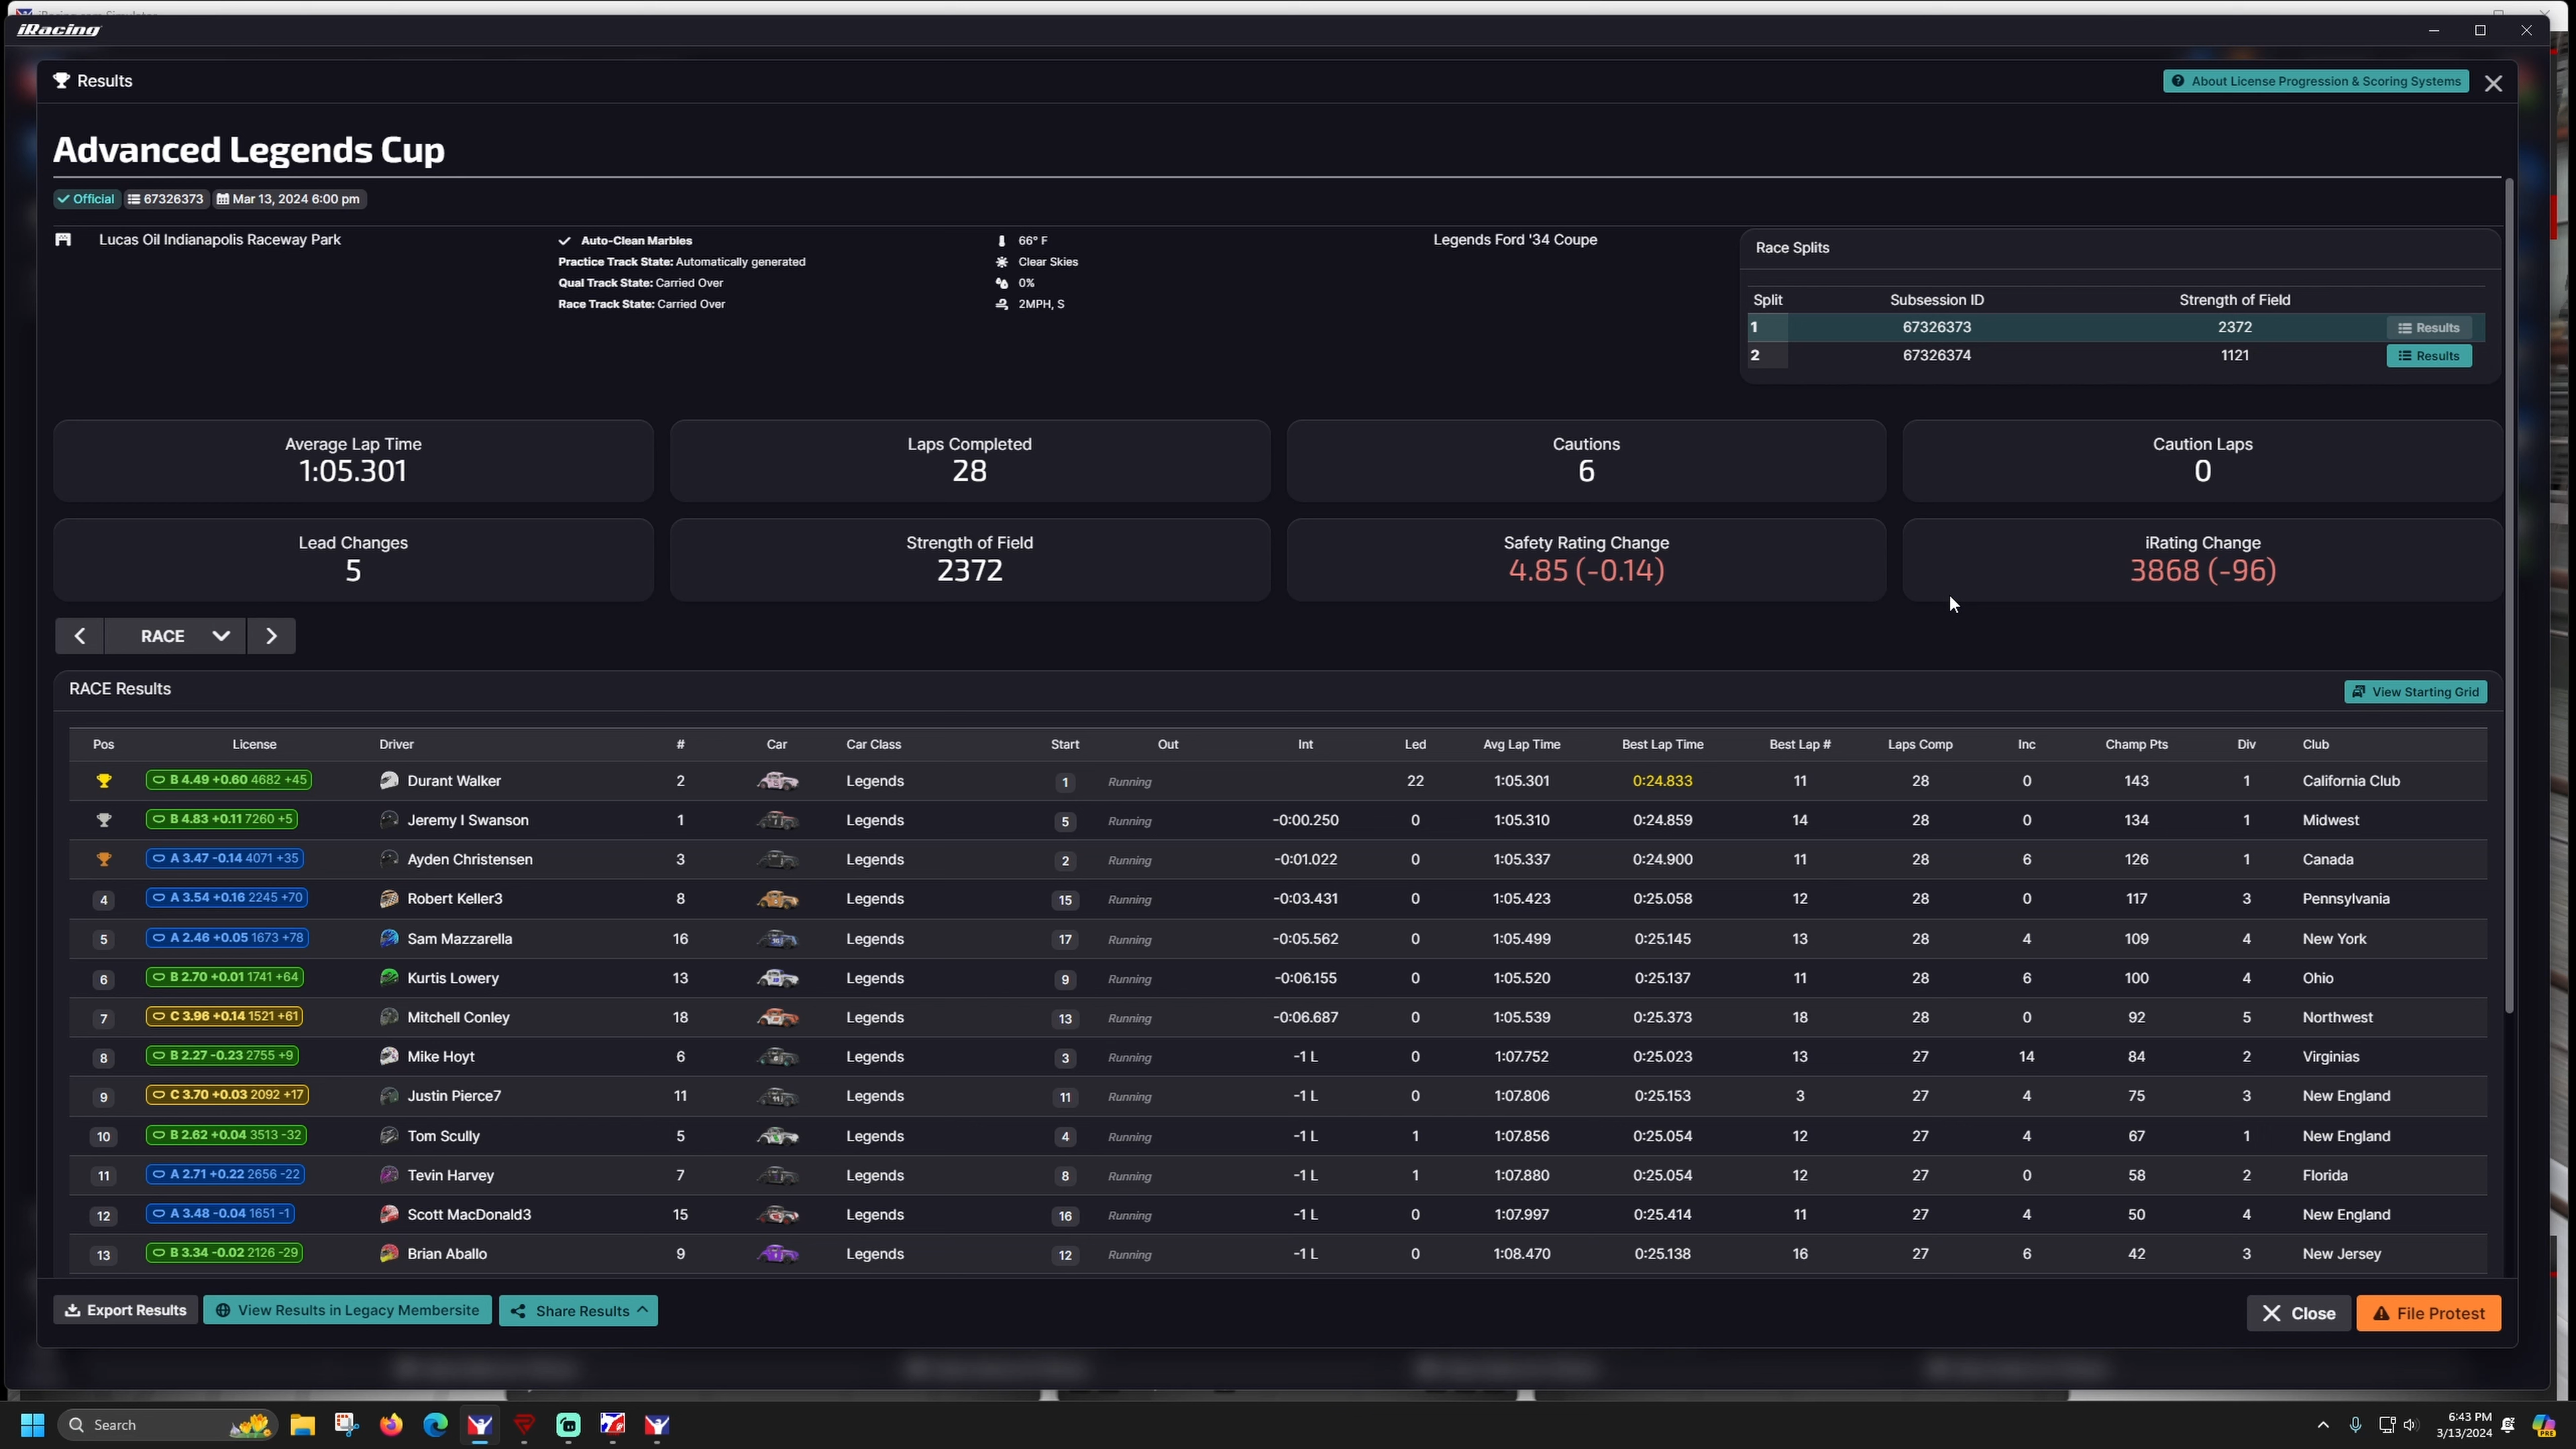 iRacing
Results
About License Progression & Scoring Systems
Advanced Legends Cup
Official 67326373 Mar 13, 2024 6:00 pm
Lucas Oil Indianapolis Raceway Park
Auto-Clean Marbles
Practice Track State: Automatically generated
Qual Track State: Carried Over
Race Track State: Carried Over
66° F
Clear Skies
0%
2MPH, S
Legends Ford '34 Coupe
Race Splits
Split Subsession ID Strength of Field
1 67326373 2372 Results
2 67326374 1121 Results
Average Lap Time
1:05.301
Laps Completed
28
Cautions
6
Caution Laps
0
Lead Changes
5
Strength of Field
2372
Safety Rating Change
4.85 (-0.14)
iRating Change
3868 (-96)
RACE
RACE Results
View Starting Grid
Pos License Driver # Car Car Class Start Out Int Led Avg Lap Time Best Lap Time Best Lap # Laps Comp Inc Champ Pts Div Club
B 4.49 +0.60 4682 +45 Durant Walker 2 Legends 1 Running 22 1:05.301 0:24.833 11 28 0 143 1 California Club
B 4.83 +0.11 7260 +5 Jeremy I Swanson 1 Legends 5 Running -0:00.250 0 1:05.310 0:24.859 14 28 0 134 1 Midwest
A 3.47 -0.14 4071 +35 Ayden Christensen 3 Legends 2 Running -0:01.022 0 1:05.337 0:24.900 11 28 6 126 1 Canada
4 A 3.54 +0.16 2245 +70 Robert Keller3 8 Legends 15 Running -0:03.431 0 1:05.423 0:25.058 12 28 0 117 3 Pennsylvania
5 A 2.46 +0.05 1673 +78 Sam Mazzarella 16 Legends 17 Running -0:05.562 0 1:05.499 0:25.145 13 28 4 109 4 New York
6 B 2.70 +0.01 1741 +64 Kurtis Lowery 13 Legends 9 Running -0:06.155 0 1:05.520 0:25.137 11 28 6 100 4 Ohio
7 C 3.96 +0.14 1521 +61 Mitchell Conley 18 Legends 13 Running -0:06.687 0 1:05.539 0:25.373 18 28 0 92 5 Northwest
8 B 2.27 -0.23 2755 +9 Mike Hoyt 6 Legends 3 Running -1 L 0 1:07.752 0:25.023 13 27 14 84 2 Virginias
9 C 3.70 +0.03 2092 +17 Justin Pierce7 11 Legends 11 Running -1 L 0 1:07.806 0:25.153 3 27 4 75 3 New England
10 B 2.62 +0.04 3513 -32 Tom Scully 5 Legends 4 Running -1 L 1 1:07.856 0:25.054 12 27 4 67 1 New England
11 A 2.71 +0.22 2656 -22 Tevin Harvey 7 Legends 8 Running -1 L 1 1:07.880 0:25.054 12 27 0 58 2 Florida
12 A 3.48 -0.04 1651 -1 Scott MacDonald3 15 Legends 16 Running -1 L 0 1:07.997 0:25.414 11 27 4 50 4 New England
13 B 3.34 -0.02 2126 -29 Brian Aballo 9 Legends 12 Running -1 L 0 1:08.470 0:25.138 16 27 6 42 3 New Jersey
Export Results View Results in Legacy Membersite Share Results Close File Protest
Search
6:43 PM
3/13/2024